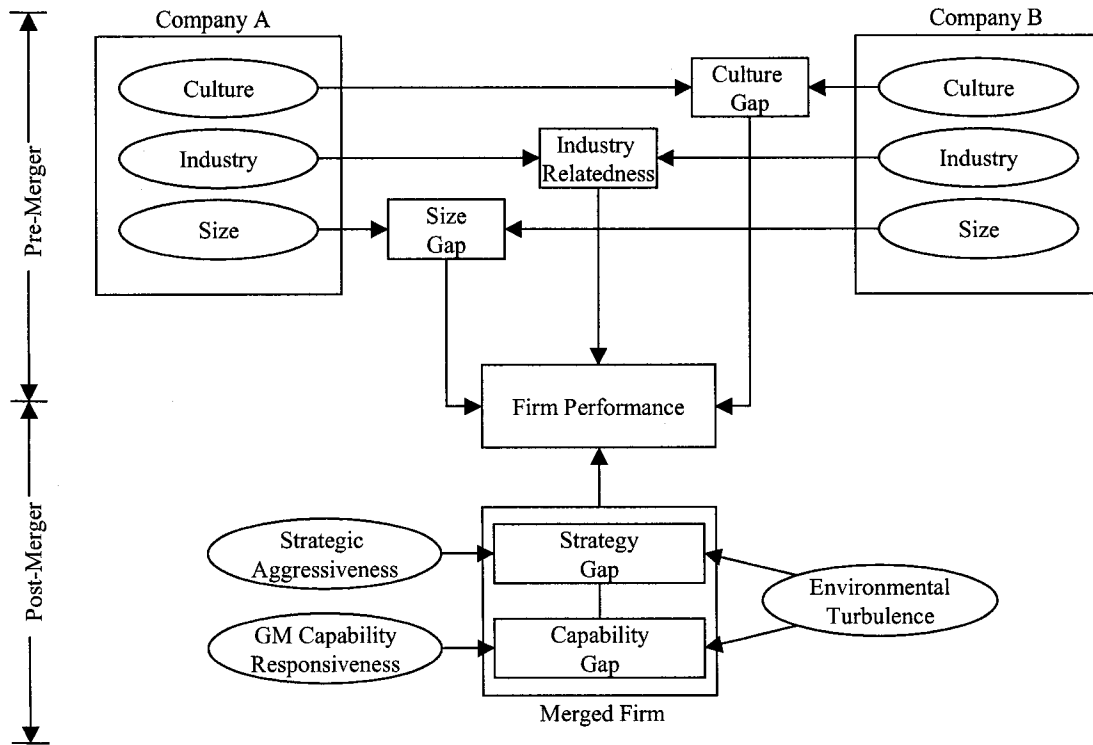 Company A
Company B
Culture
Culture
Gap
Culture
Industry
Industry
Relatedness
Industry
Size
Size
Gap
Size
Pre-Merger
Firm Performance
Post-Merger
Strategic
Aggressiveness
Strategy
Gap
Environmental
Turbulence
GM Capability
Responsiveness
Capability
Gap
Merged Firm